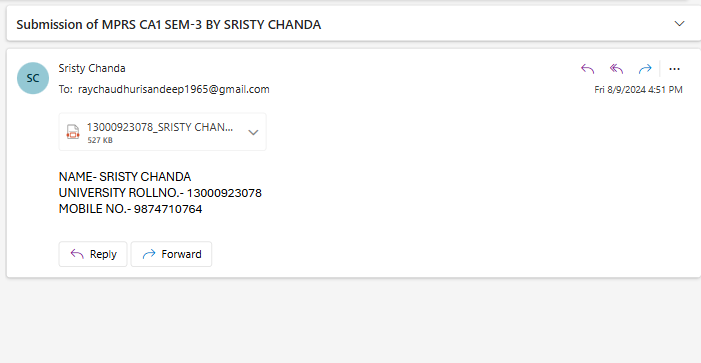 Submission of MPRS CA1 SEM-3 BY SRISTY CHANDA
SC
Sristy Chanda
To: raychaudhurisandeep1965@gmail.com
Fri 8/9/2024 4:51 PM
13000923078_SRISTY CHAN...
527 KB
NAME- SRISTY CHANDA
UNIVERSITY ROLLNO.- 13000923078
MOBILE NO.- 9874710764
Reply
Forward